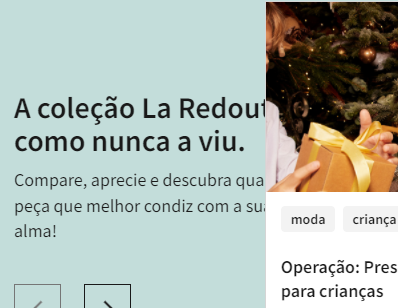 A coleção La Redout
como nunca a viu.
Compare, aprecie e descubra qua
peça que melhor condiz com a sua
alma!
moda
criança
Operação: Pres
para crianças